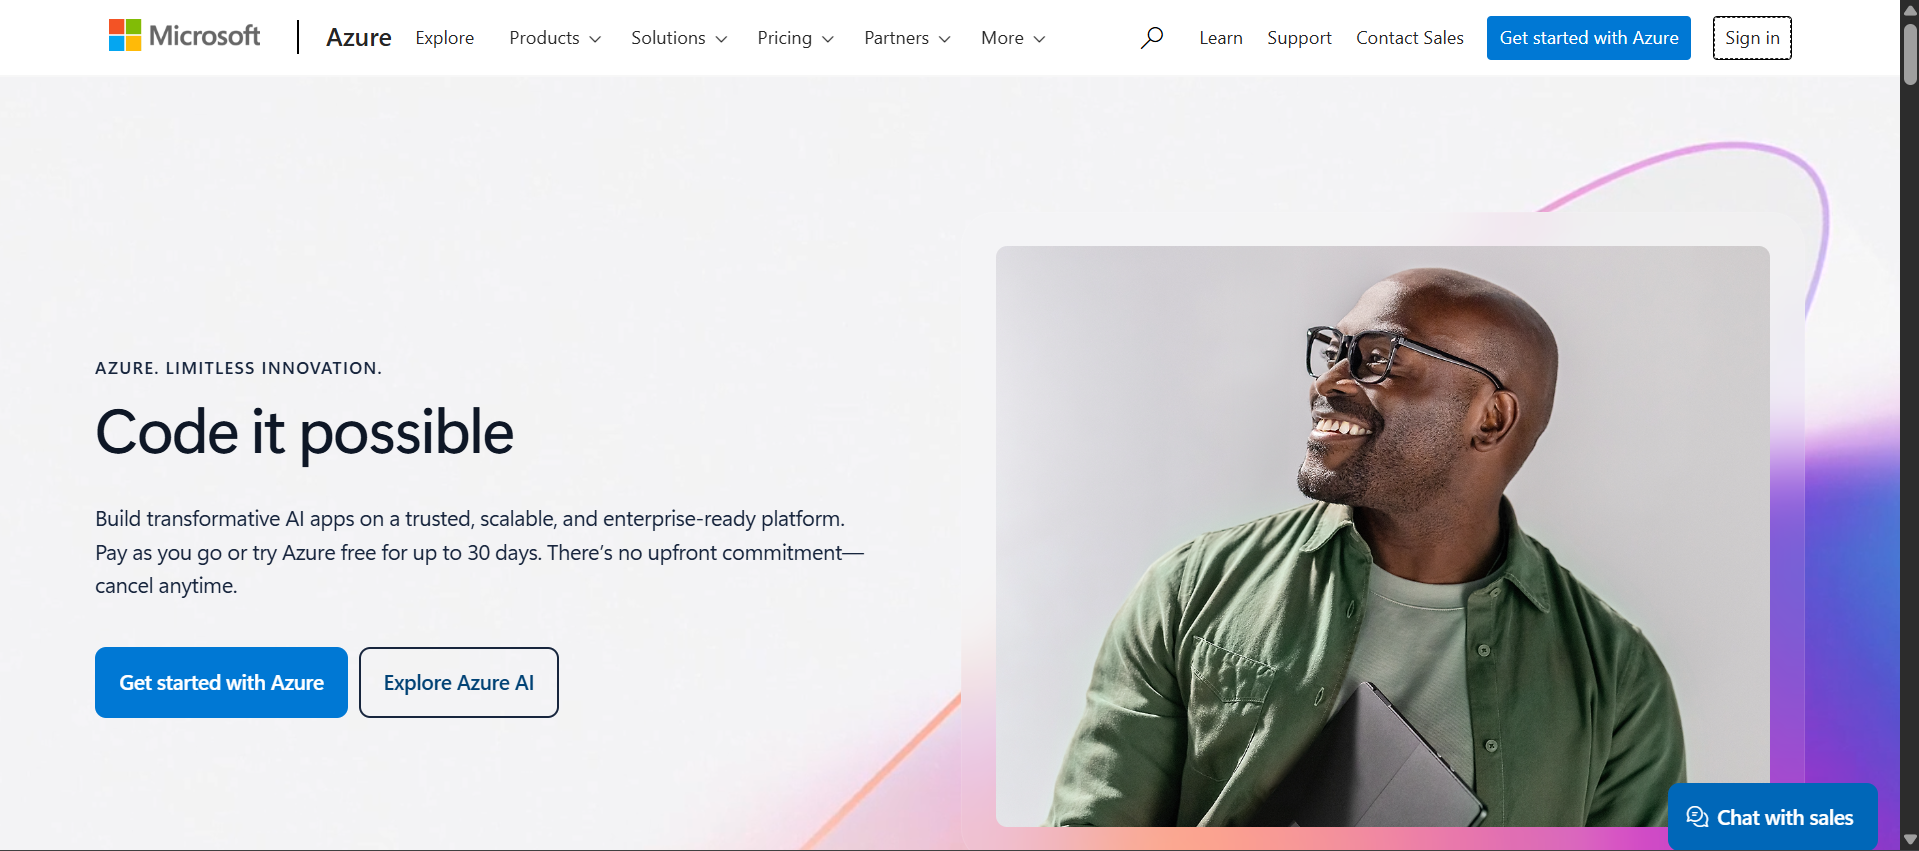 Microsoft
Azure
Explore
Products
Solutions
Pricing
Partners
More
Learn
Support
Contact Sales
Get started with Azure
Sign in
AZURE. LIMITLESS INNOVATION.
Code it possible
Build transformative AI apps on a trusted, scalable, and enterprise-ready platform.
Pay as you go or try Azure free for up to 30 days. There’s no upfront commitment—
cancel anytime.
Get started with Azure
Explore Azure AI
Chat with sales